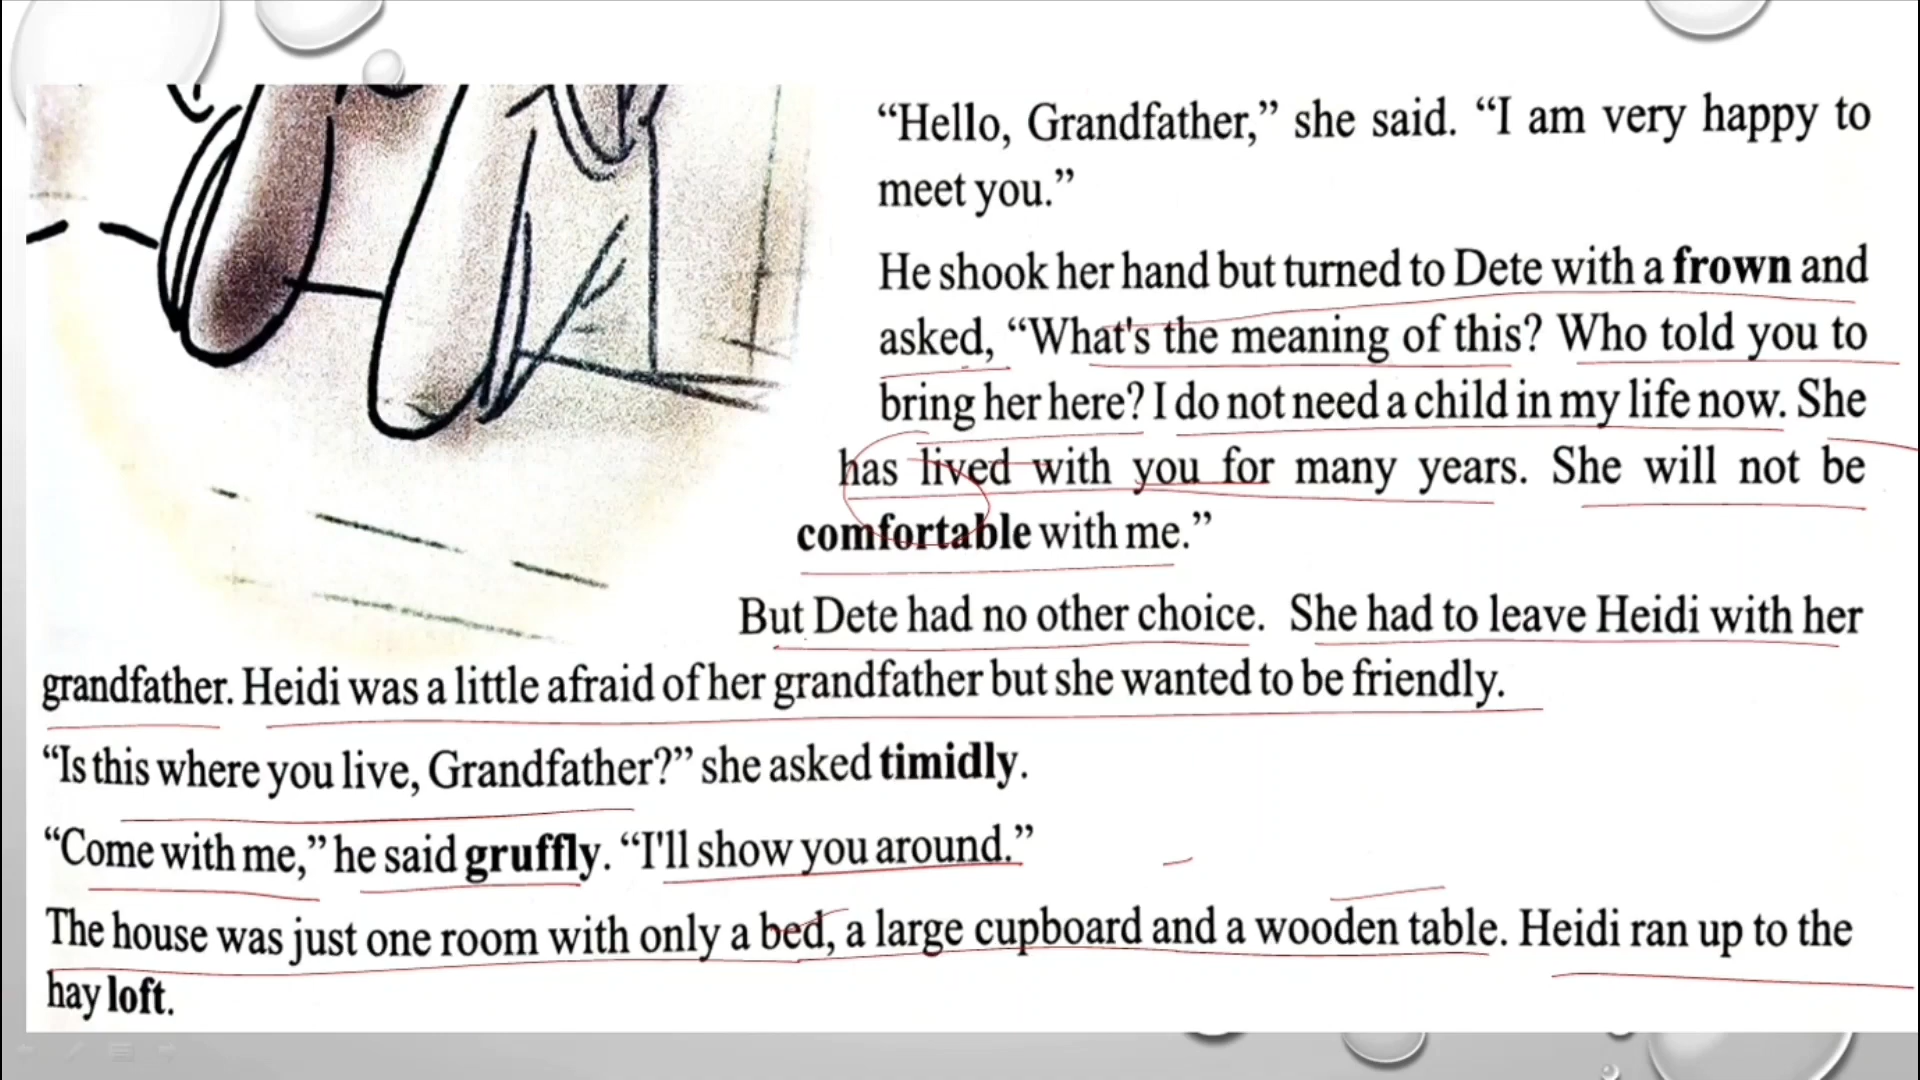 “Hello, Grandfather,” she said. “I am very happy to
meet you.”
He shook her hand but turned to Dete with a frown and
asked, “What's the meaning of this? Who told you to
bring her here? I do not need a child in my life now. She
has lived with you for many years. She will not be
comfortable with me.”
But Dete had no other choice. She had to leave Heidi with her
grandfather. Heidi was a little afraid of her grandfather but she wanted to be friendly.
“Is this where you live, Grandfather?” she asked timidly.
“Come with me,” he said gruffly. “I'll show you around.”
The house was just one room with only a bed, a large cupboard and a wooden table. Heidi ran up to the
hay loft.